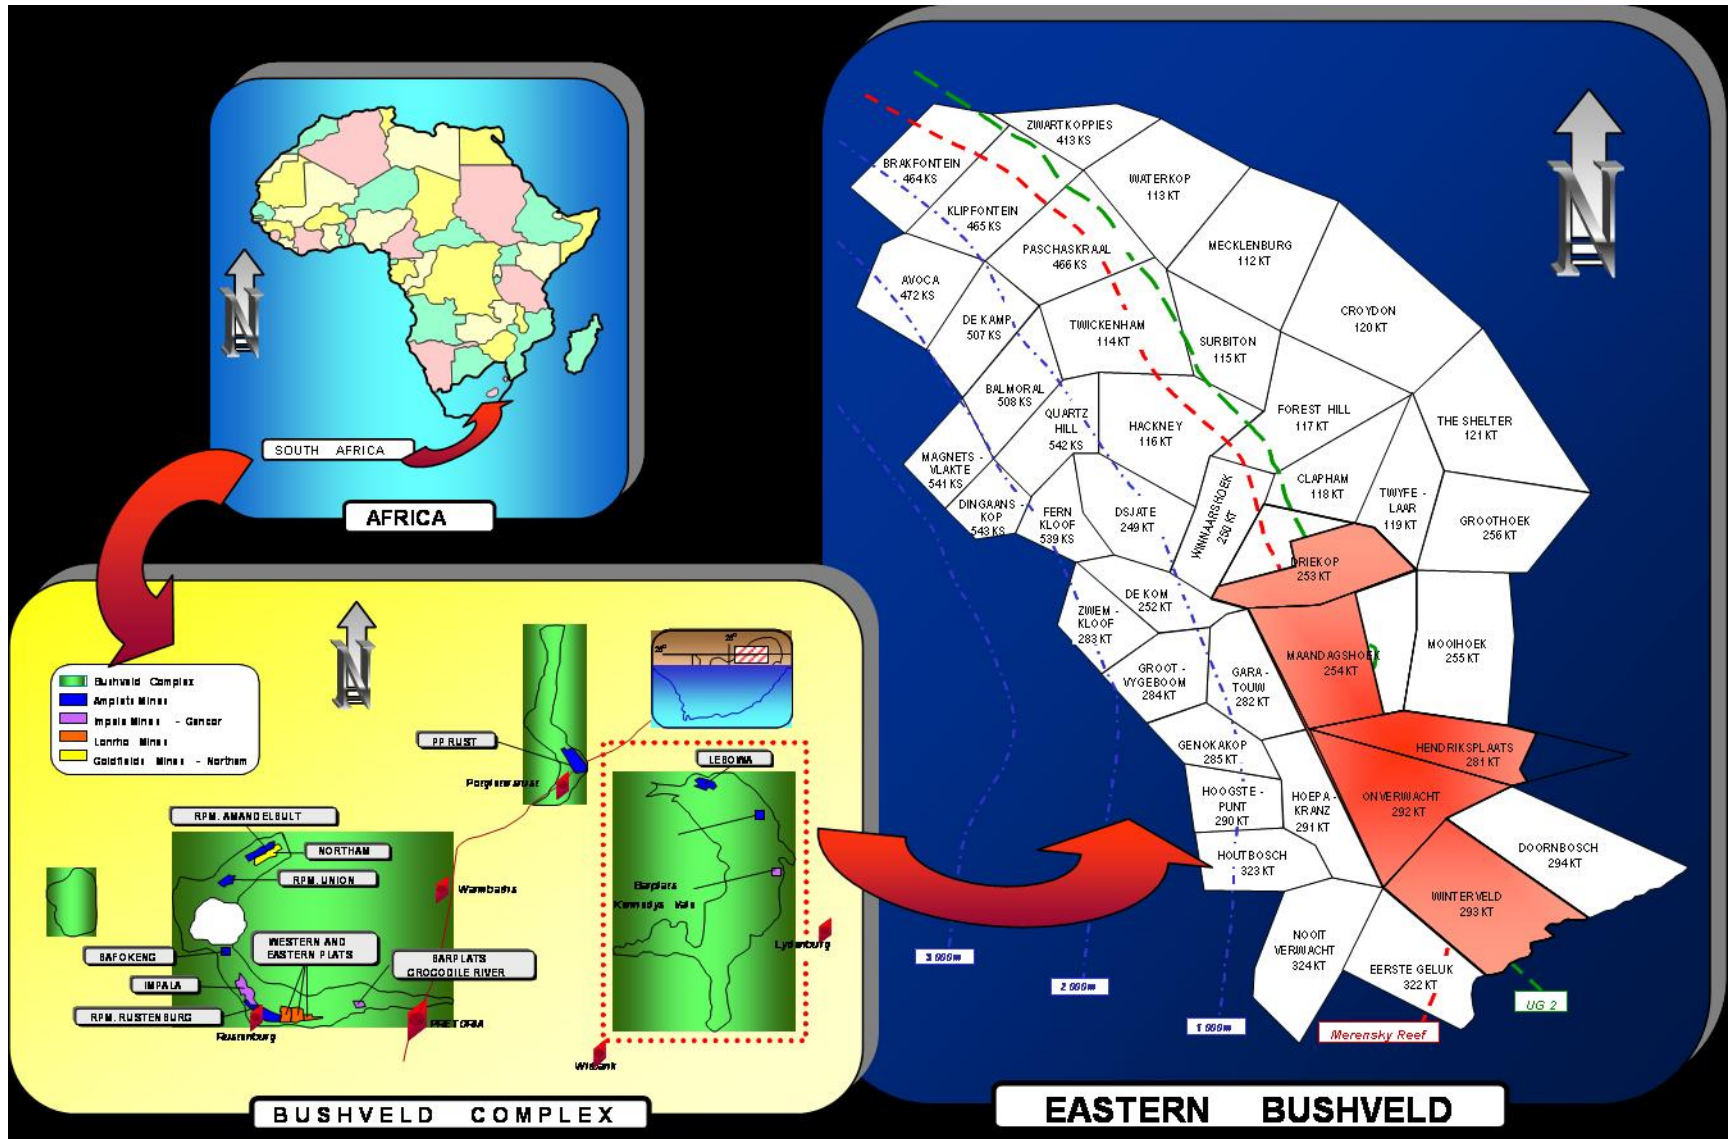 SOUTH AFRICA
AFRICA
N
N
Bushveld Complex
Amplats Mines
Impala Mines - Gencor
Lonrho Mines
Goldfields Mines - Northam
PP RUST
LEBOWA
RPM. AMANDELBULT
NORTHAM
RPM. UNION
Warmbaths
Barplats
Kennedys Vale
Lydenburg
WESTERN AND
EASTERN PLATS
BAFOKENG
BARPLATS
CROCODILE RIVER
IMPALA
RPM. RUSTENBURG
Rustenburg
PRETORIA
Witbank
BUSHVELD COMPLEX
N
ZWARTKOPPIES
413 KS
BRAKFONTEIN
464 KS
WATERKOP
113 KT
KLIPFONTEIN
465 KS
PASCHASKRAAL
466 KS
MECKLENBURG
112 KT
AVOCA
472 KS
DE KAMP
507 KS
TWICKENHAM
114 KT
SURBITON
115 KT
CROYDON
120 KT
BALMORAL
508 KS
QUARTZ
HILL
542 KS
HACKNEY
116 KT
FOREST HILL
117 KT
THE SHELTER
121 KT
MAGNETS -
VLAKTE
541 KS
DINGAANS -
KOP
543 KS
FERN
KLOOF
539 KS
DSJATE
249 KT
WINNAARSHOEK
250 KT
CLAPHAM
118 KT
TWYFE -
LAAR
119 KT
GROOTHOEK
256 KT
DRIEKOP
253 KT
DE KOM
252 KT
ZWEM -
KLOOF
283 KT
MAANDAGSHOEK
254 KT
MOOIHOEK
255 KT
GROOT -
VYGEBOOM
284 KT
GARA -
TOUW
282 KT
GENOKAKOP
285 KT
HENDRIKSPLAATS
281 KT
HOOGSTE -
PUNT
290 KT
HOEPA -
KRANZ
291 KT
ONVERWACHT
292 KT
HOUTBOSCH
323 KT
DOORNBOSCH
294 KT
WINTERVELD
293 KT
NOOIT
VERWACHT
324 KT
EERSTE GELUK
322 KT
3 000m
2 000m
1 000m
UG 2
Merensky Reef
EASTERN BUSHVELD